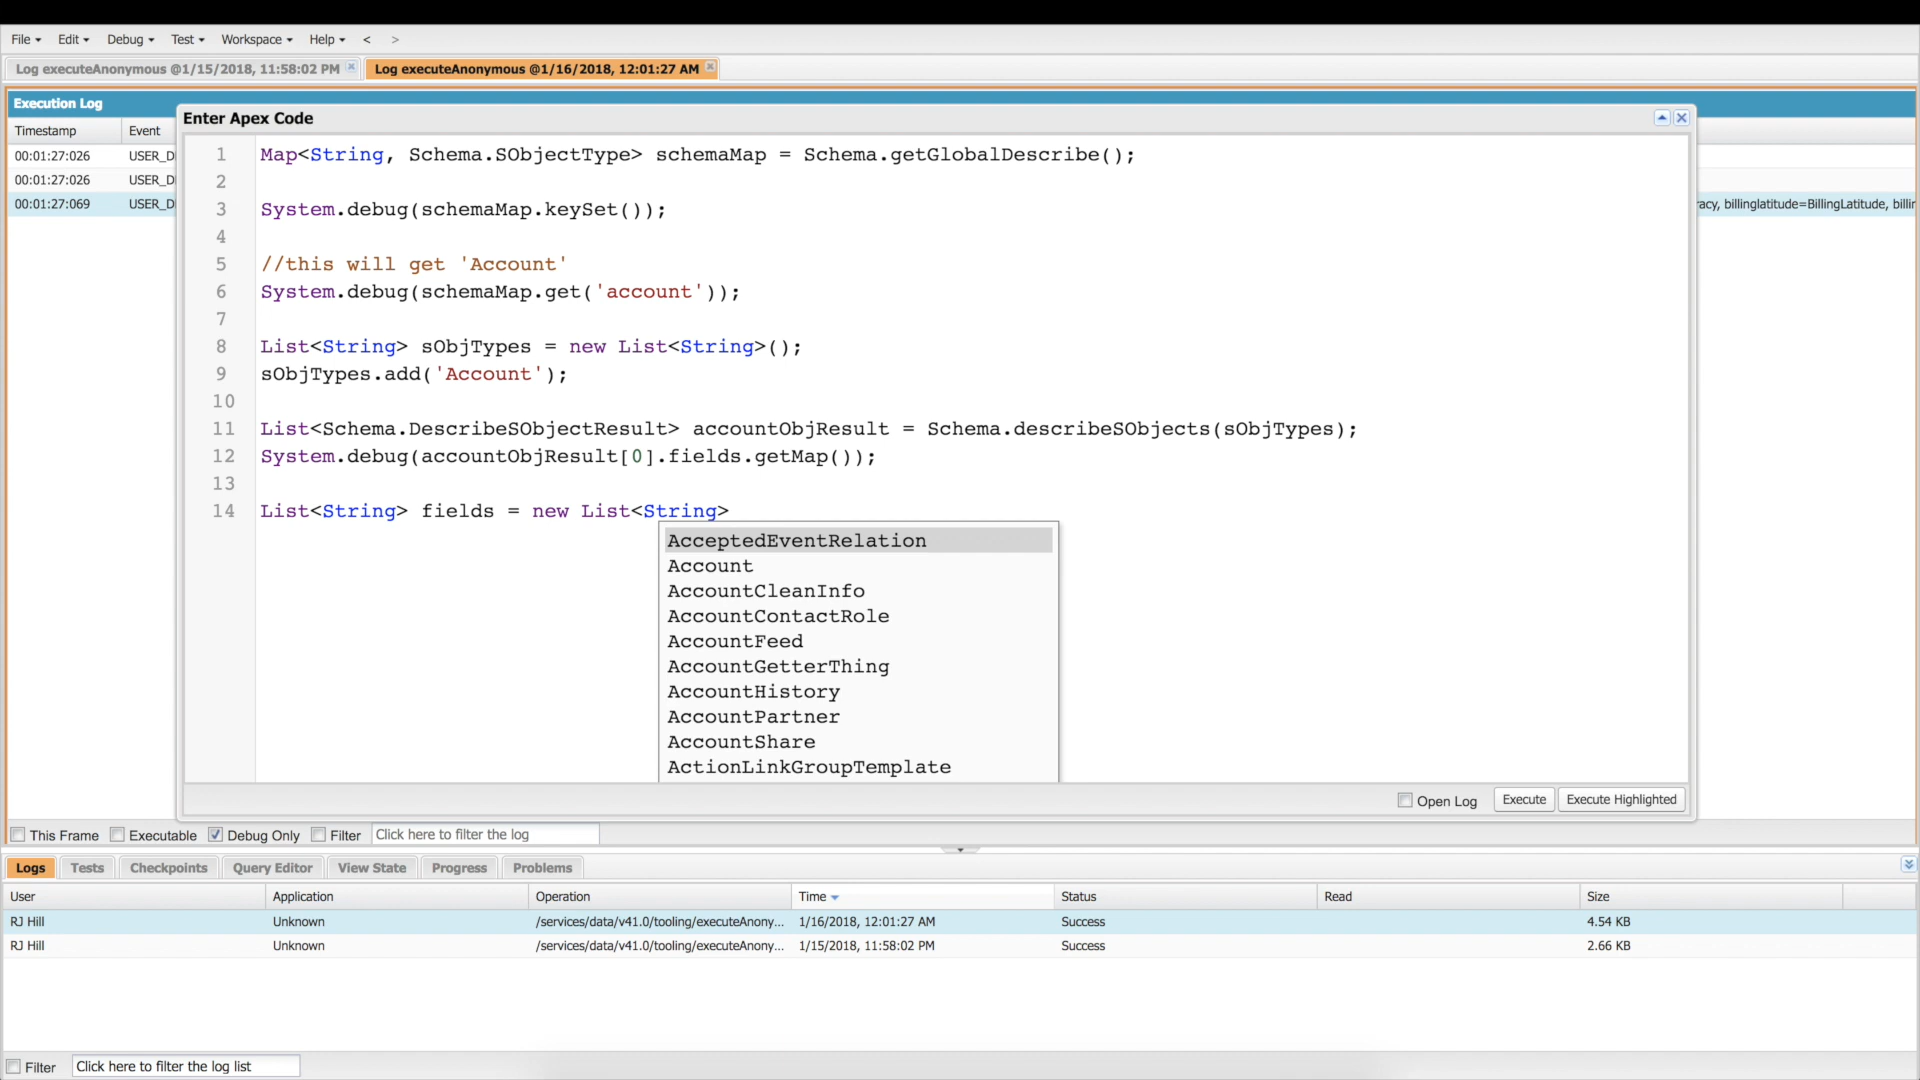 File Edit Debug Test Workspace Help < >
Log executeAnonymous @1/15/2018, 11:58:02 PM Log executeAnonymous @1/16/2018, 12:01:27 AM
Execution Log
Timestamp Event
00:01:27:026 USER_D
00:01:27:026 USER_D
00:01:27:069 USER_D
racy, billinglatitude=BillingLatitude, billin
Enter Apex Code
1 Map<String, Schema.SObjectType> schemaMap = Schema.getGlobalDescribe();
2
3 System.debug(schemaMap.keySet());
4
5 //this will get 'Account'
6 System.debug(schemaMap.get('account'));
7
8 List<String> sObjTypes = new List<String>();
9 sObjTypes.add('Account');
10
11 List<Schema.DescribeSObjectResult> accountObjResult = Schema.describeSObjects(sObjTypes);
12 System.debug(accountObjResult[0].fields.getMap());
13
14 List<String> fields = new List<String>
AcceptedEventRelation
Account
AccountCleanInfo
AccountContactRole
AccountFeed
AccountGetterThing
AccountHistory
AccountPartner
AccountShare
ActionLinkGroupTemplate
Open Log Execute Execute Highlighted
This Frame Executable Debug Only Filter Click here to filter the log
Logs Tests Checkpoints Query Editor View State Progress Problems
User Application Operation Time Status Read Size
RJ Hill Unknown /services/data/v41.0/tooling/executeAnony... 1/16/2018, 12:01:27 AM Success 4.54 KB
RJ Hill Unknown /services/data/v41.0/tooling/executeAnony... 1/15/2018, 11:58:02 PM Success 2.66 KB
Filter Click here to filter the log list